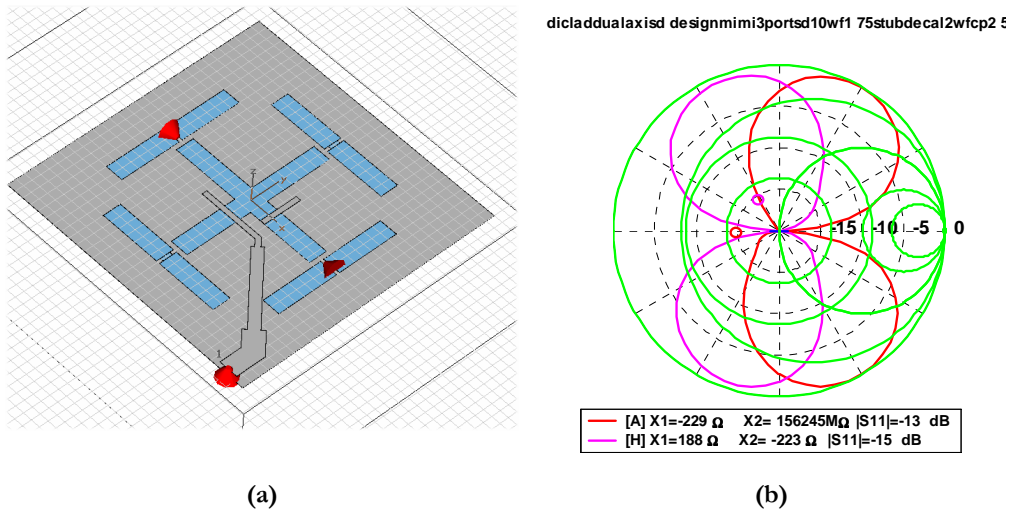 dicladdualaxisd designmimi3portsd10wf1 75stubdecal2wfcp2 5
z
y
x
1
-15 -10 -5 0
[A] X1=-229 Ω X2= 156245MΩ |S11|=-13 dB
[H] X1=188 Ω X2= -223 Ω |S11|=-15 dB
(a) (b)